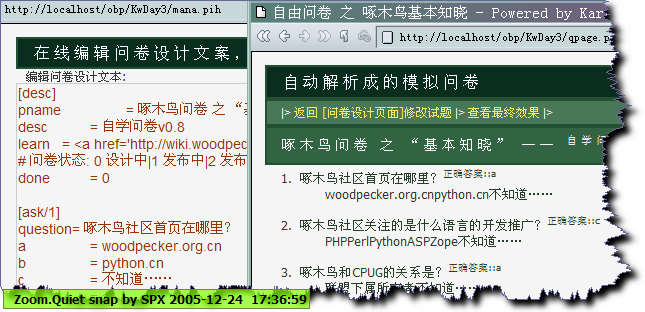 http://localhost/obp/KwDay3/mana.pih
在线编辑问卷设计文案,
编辑问卷设计文本:
[desc]
pname = 啄木鸟问卷 之 “基
desc = 自学问卷v0.8
learn = <a href='http://wiki.woodpec
# 问卷状态: 0 设计中|1 发布中|2 发布
done = 0
[ask/1]
question= 啄木鸟社区首页在哪里?
a = woodpecker.org.cn
b = python.cn
c = 不知道……
自由问卷 之 啄木鸟基本知晓 - Powered by Kar
http://localhost/obp/KwDay3/qpage.p
自动解析成的模拟问卷
|> 返回 [问卷设计页面]修改试题 |> 查看最终效果 |>
啄木鸟问卷 之 “基本知晓” —— 自学问
1. 啄木鸟社区首页在哪里? 正确答案::a
woodpecker.org.cnpython.cn不知道……
2. 啄木鸟社区关注的是什么语言的开发推广? 正确答案::c
PHPPerlPythonASPZope不知道……
3. 啄木鸟和CPUG的关系是? 正确答案::a
联盟下属所有者不知道……
Zoom.Quiet snap by SPX 2005-12-24 17:36:59